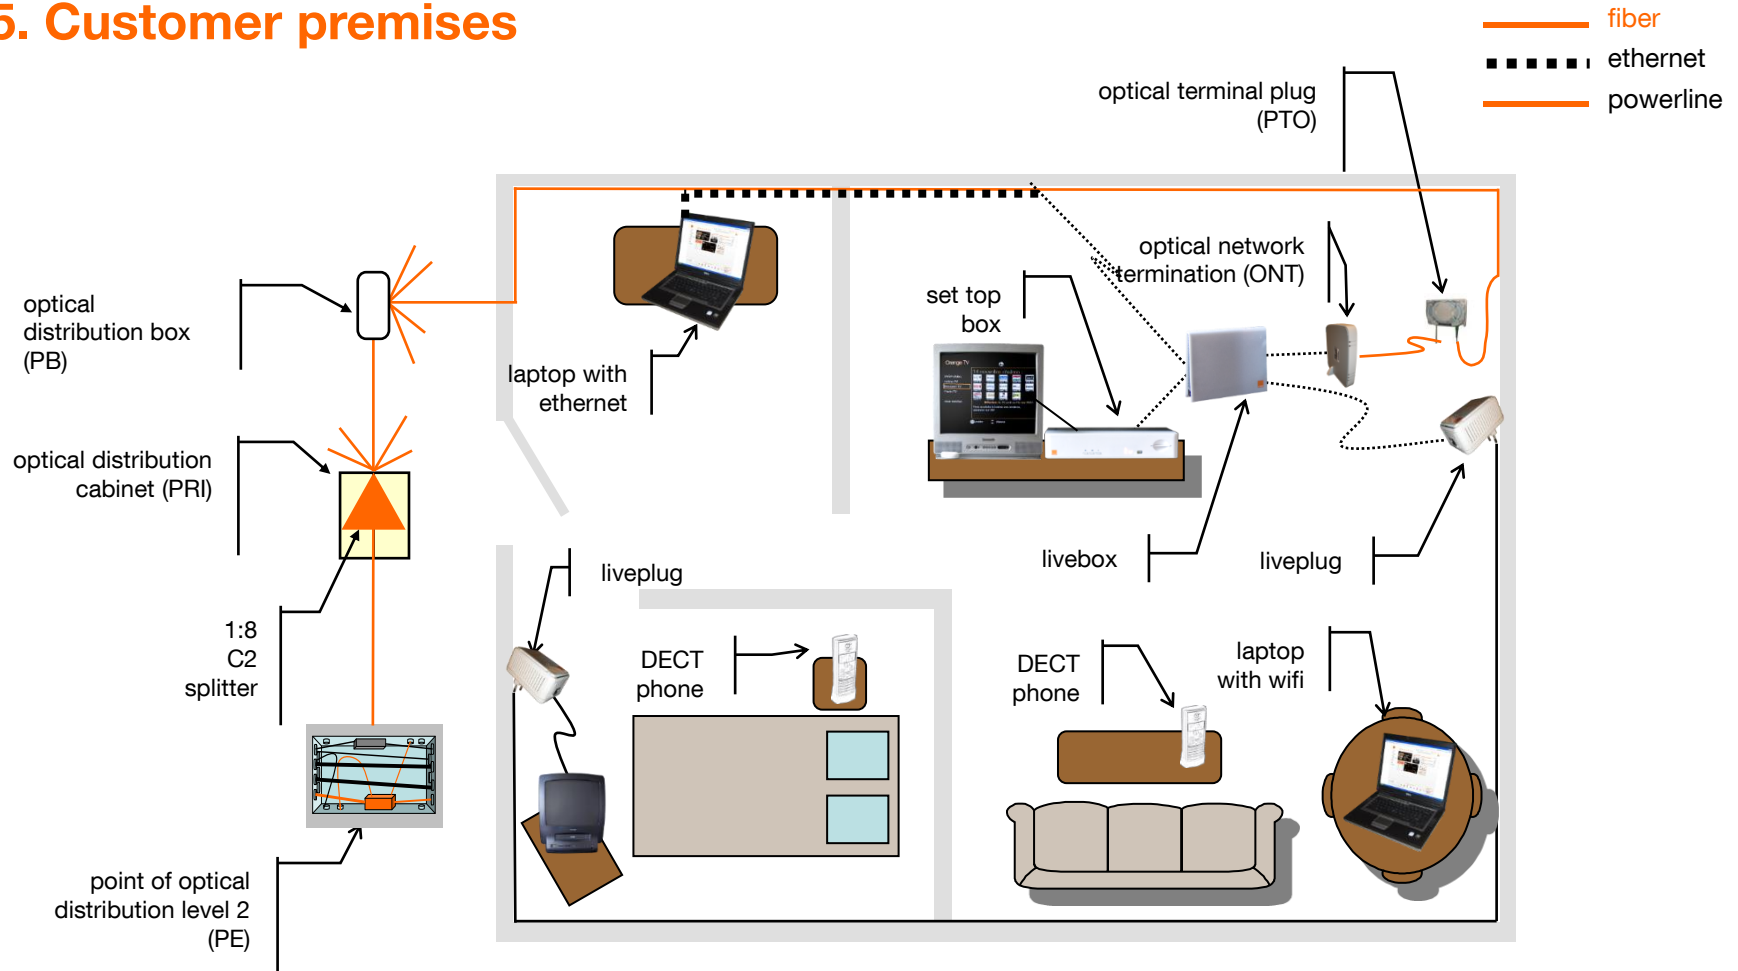 5. Customer premises
fiber
ethernet
powerline
optical terminal plug
(PTO)
optical network
termination (ONT)
set top
box
optical
distribution box
(PB)
laptop with
ethernet
optical distribution
cabinet (PRI)
livebox
liveplug
liveplug
1:8
C2
splitter
DECT
phone
DECT
phone
laptop
with wifi
point of optical
distribution level 2
(PE)
Orange TV